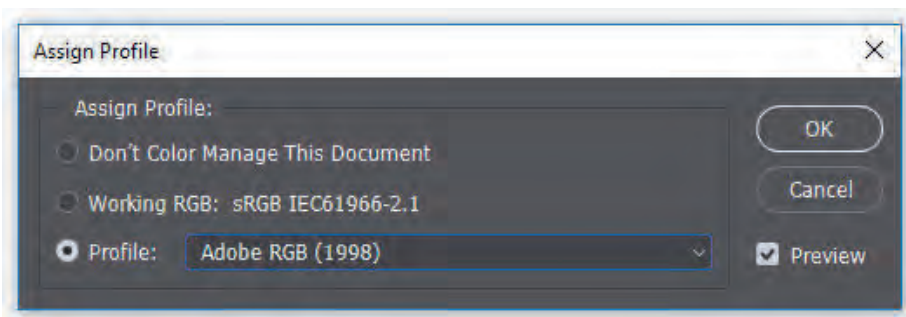 Assign Profile
Assign Profile:
Don't Color Manage This Document
Working RGB: sRGB IEC61966-2.1
Profile: Adobe RGB (1998)
OK
Cancel
Preview